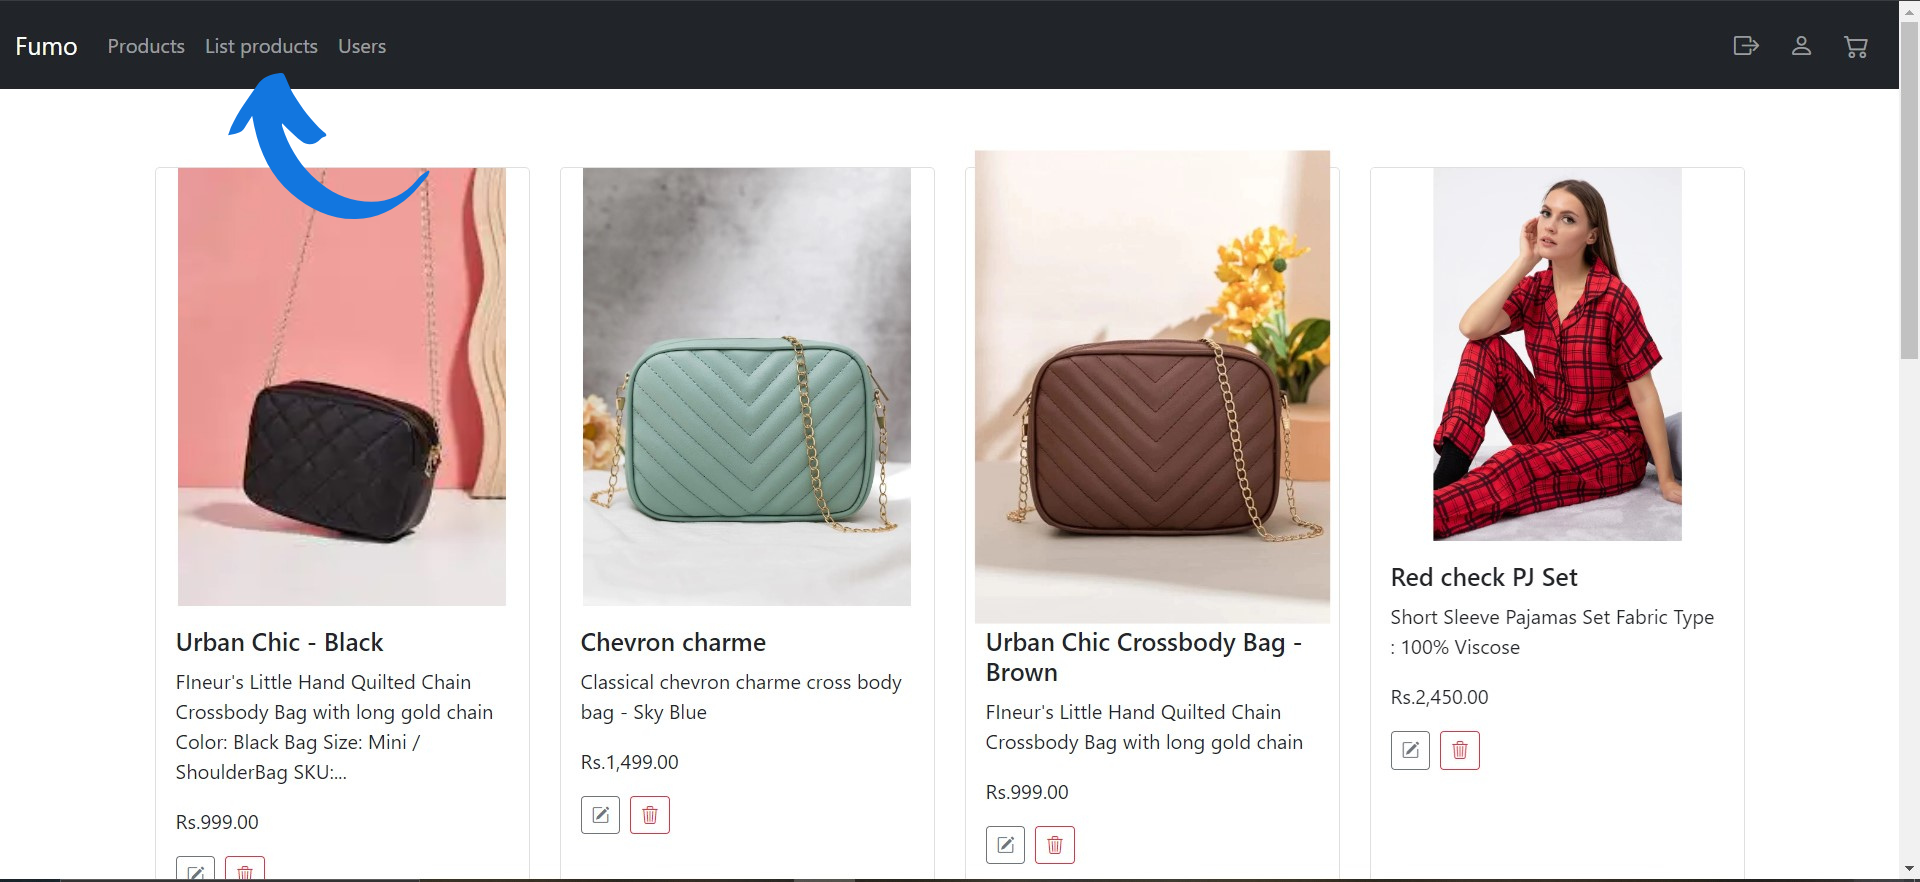 Fumo Products List products Users
Urban Chic - Black
FIneur's Little Hand Quilted Chain
Crossbody Bag with long gold chain
Color: Black Bag Size: Mini /
ShoulderBag SKU:...
Rs.999.00
Chevron charme
Classical chevron charme cross body
bag - Sky Blue
Rs.1,499.00
Urban Chic Crossbody Bag -
Brown
FIneur's Little Hand Quilted Chain
Crossbody Bag with long gold chain
Rs.999.00
Red check PJ Set
Short Sleeve Pajamas Set Fabric Type
: 100% Viscose
Rs.2,450.00